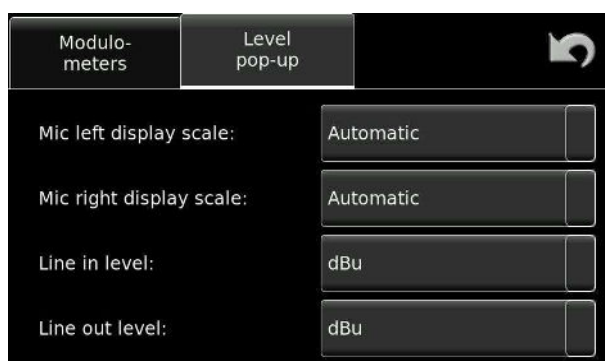 Modulo-
meters
Level
pop-up
Mic left display scale:
Automatic
Mic right display scale:
Automatic
Line in level:
dBu
Line out level:
dBu